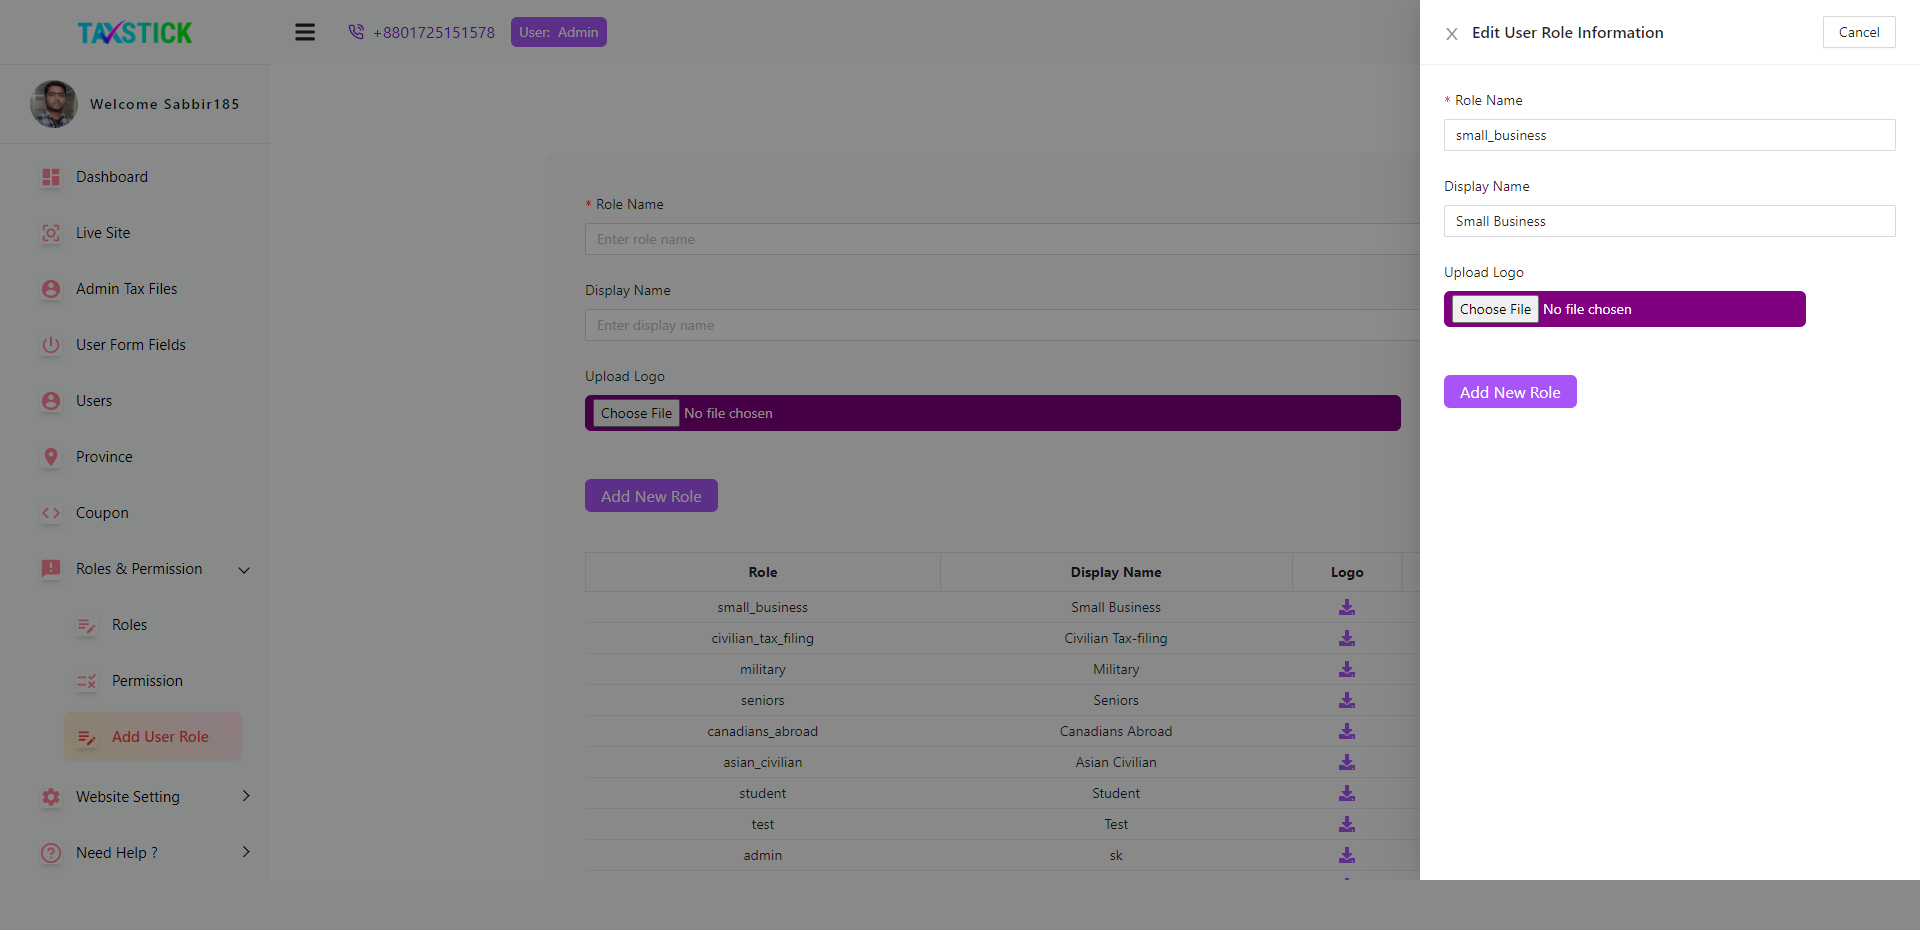 TAXSTICK
+8801725151578
User: Admin
Welcome Sabbir185
Dashboard
Live Site
Admin Tax Files
User Form Fields
Users
Province
Coupon
Roles & Permission
Roles
Permission
Add User Role
Website Setting
Need Help ?
* Role Name
Enter role name
Display Name
Enter display name
Upload Logo
Choose File No file chosen
Add New Role
Role Display Name Logo
small_business Small Business
civilian_tax_filing Civilian Tax-filing
military Military
seniors Seniors
canadians_abroad Canadians Abroad
asian_civilian Asian Civilian
student Student
test Test
admin sk
Edit User Role Information
Cancel
* Role Name
small_business
Display Name
Small Business
Upload Logo
Choose File No file chosen
Add New Role